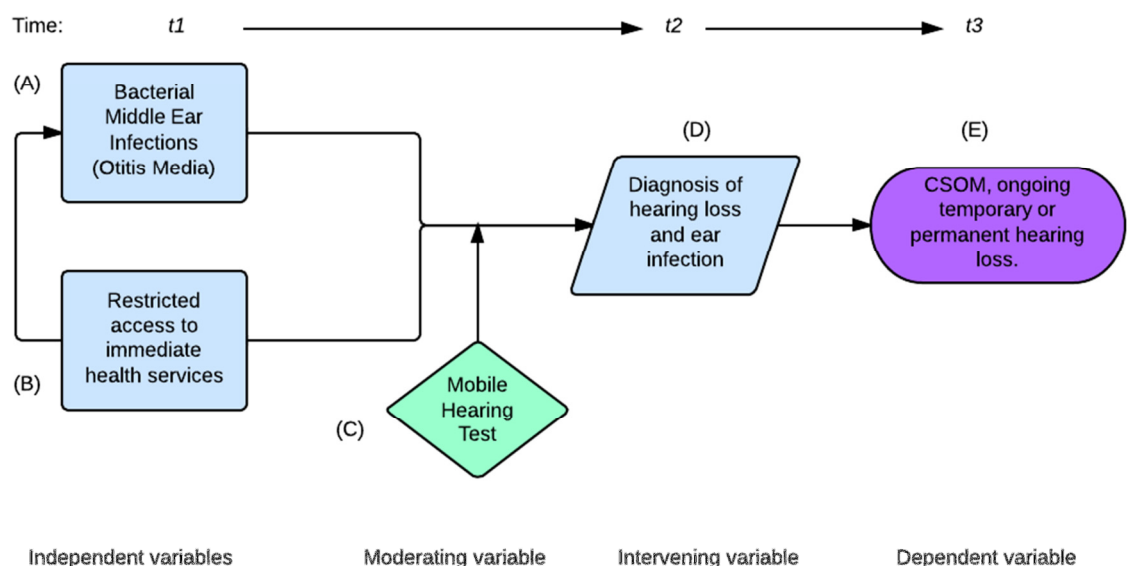 Time: t1 t2 t3
(A)
Bacterial
Middle Ear
Infections
(Otitis Media)
(D)
(E)
Diagnosis of
hearing loss
and ear
infection
CSOM, ongoing
temporary or
permanent hearing
loss.
Restricted
access to
immediate
health services
(B)
Mobile
Hearing
Test
(C)
Independent variables
Moderating variable
Intervening variable
Dependent variable